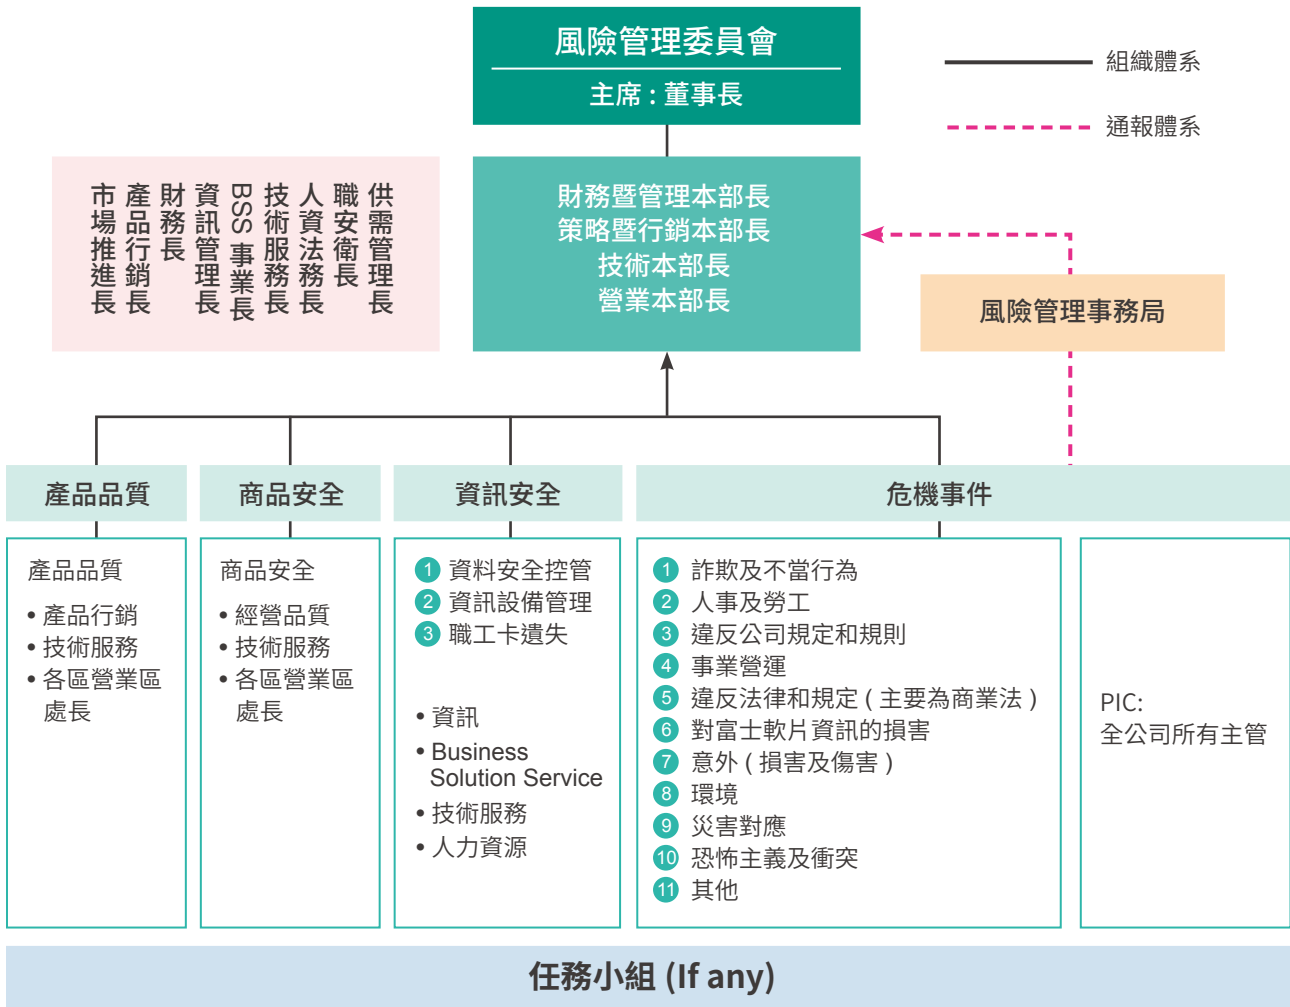 風險管理委員會
主席 : 董事長
組織體系
通報體系
市場推進長
產品行銷長
財務長
資訊管理長
BSS 事業長
技術服務長
人資法務長
職安衛長
供需管理長
財務暨管理本部長
策略暨行銷本部長
技術本部長
營業本部長
風險管理事務局
產品品質
商品安全
資訊安全
危機事件
產品品質
• 產品行銷
• 技術服務
• 各區營業區
處長
商品安全
• 經營品質
• 技術服務
• 各區營業區
處長
1 資料安全控管
2 資訊設備管理
3 職工卡遺失
• 資訊
• Business
Solution Service
• 技術服務
• 人力資源
1 詐欺及不當行為
2 人事及勞工
3 違反公司規定和規則
4 事業營運
5 違反法律和規定 ( 主要為商業法 )
6 對富士軟片資訊的損害
7 意外 ( 損害及傷害 )
8 環境
9 災害對應
10 恐怖主義及衝突
11 其他
PIC:
全公司所有主管
任務小組 (If any)